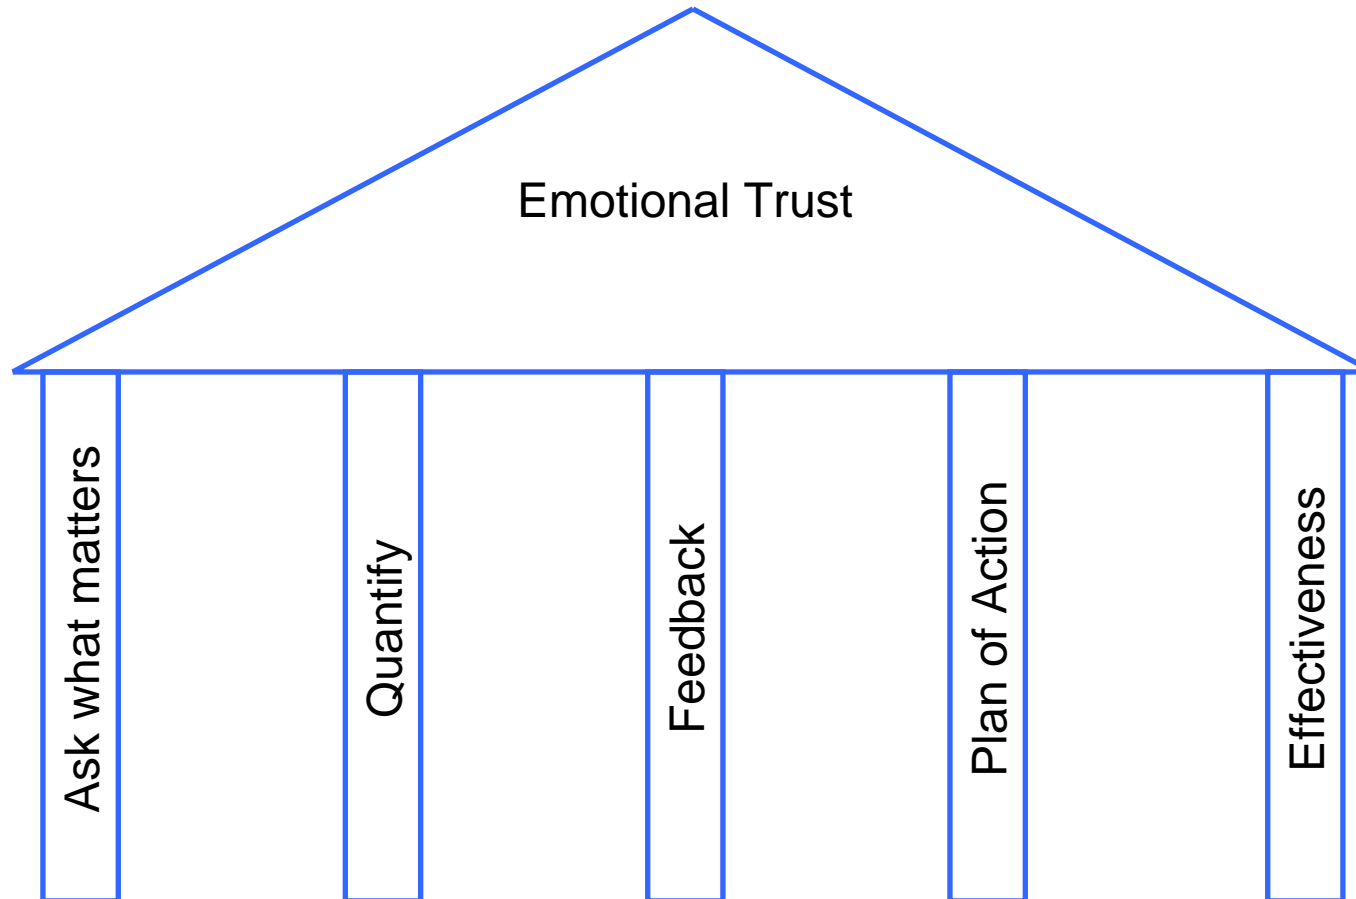 Emotional Trust
Ask what matters
Quantify
Feedback
Plan of Action
Effectiveness